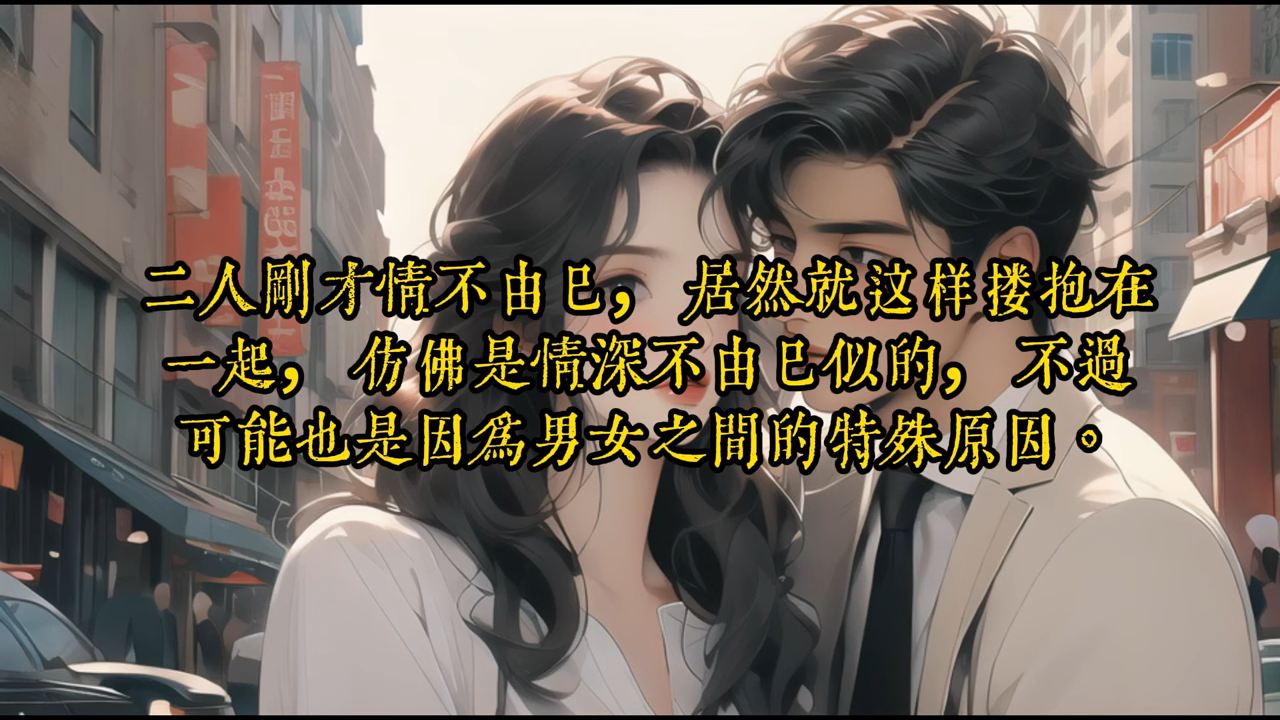 二人剛才情不由已， 居然就这样搂抱在
一起， 仿佛是情深不由已似的， 不過
可能也是因爲男女之間的特殊原因。